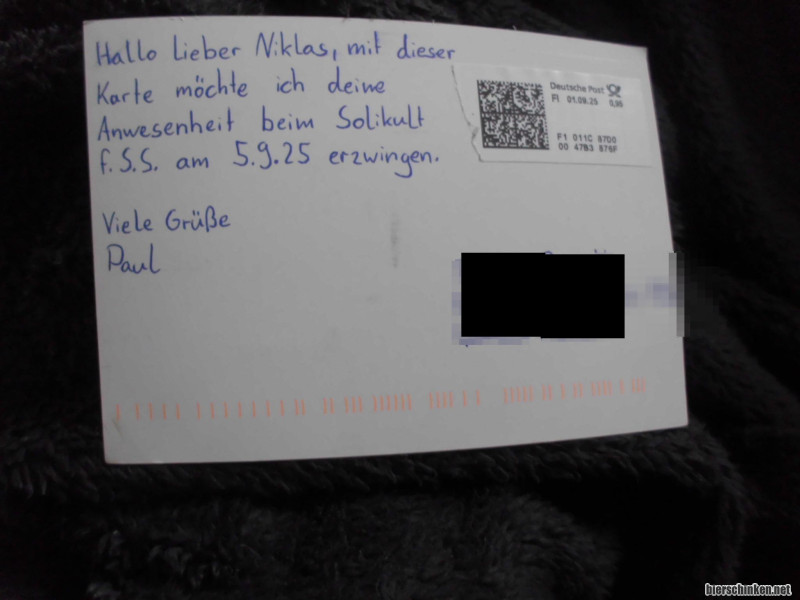 Hallo Lieber Niklas, mit dieser
Karte möchte ich deine
Anwesenheit beim Solikult
f.S.S. am 5.9.25 erzwingen.
Viele Grüße
Paul
Deutsche Post
FI 01.09.25 0,95
F1 011C 87D0
00 47B3 876F
bierschinken.net